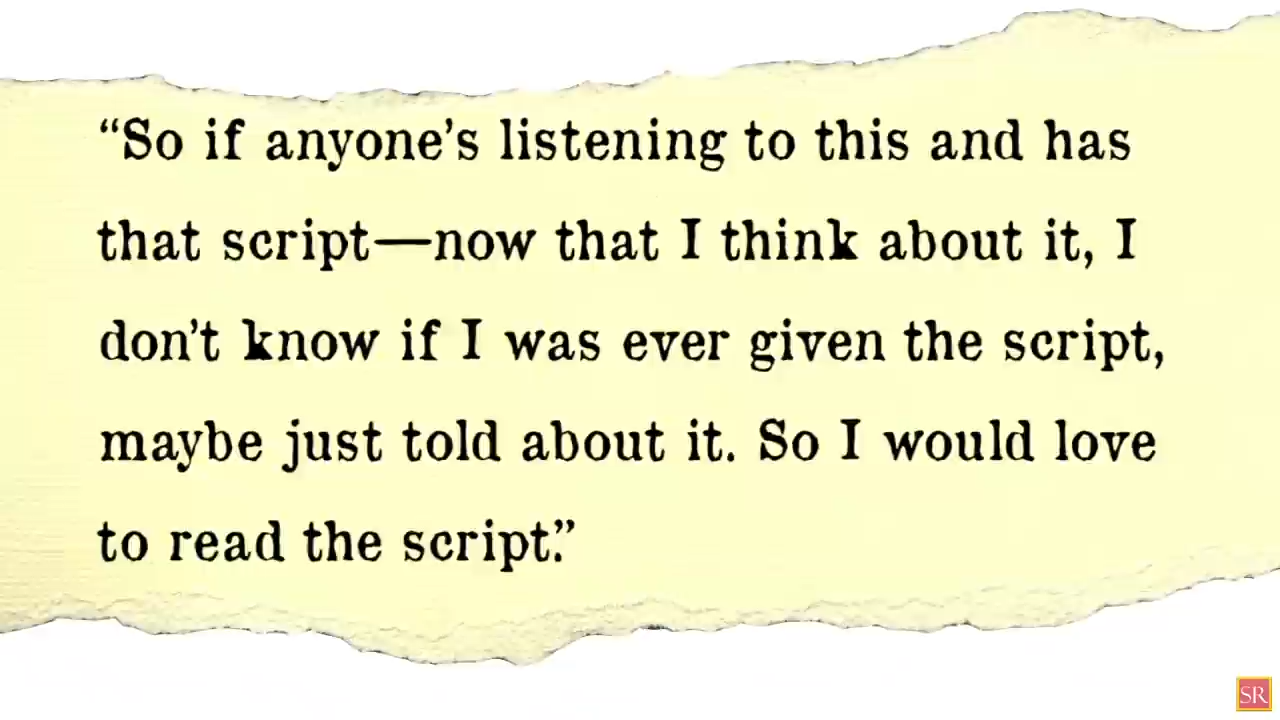 “So if anyone’s listening to this and has
that script—now that I think about it, I
don’t know if I was ever given the script,
maybe just told about it. So I would love
to read the script.”
SR